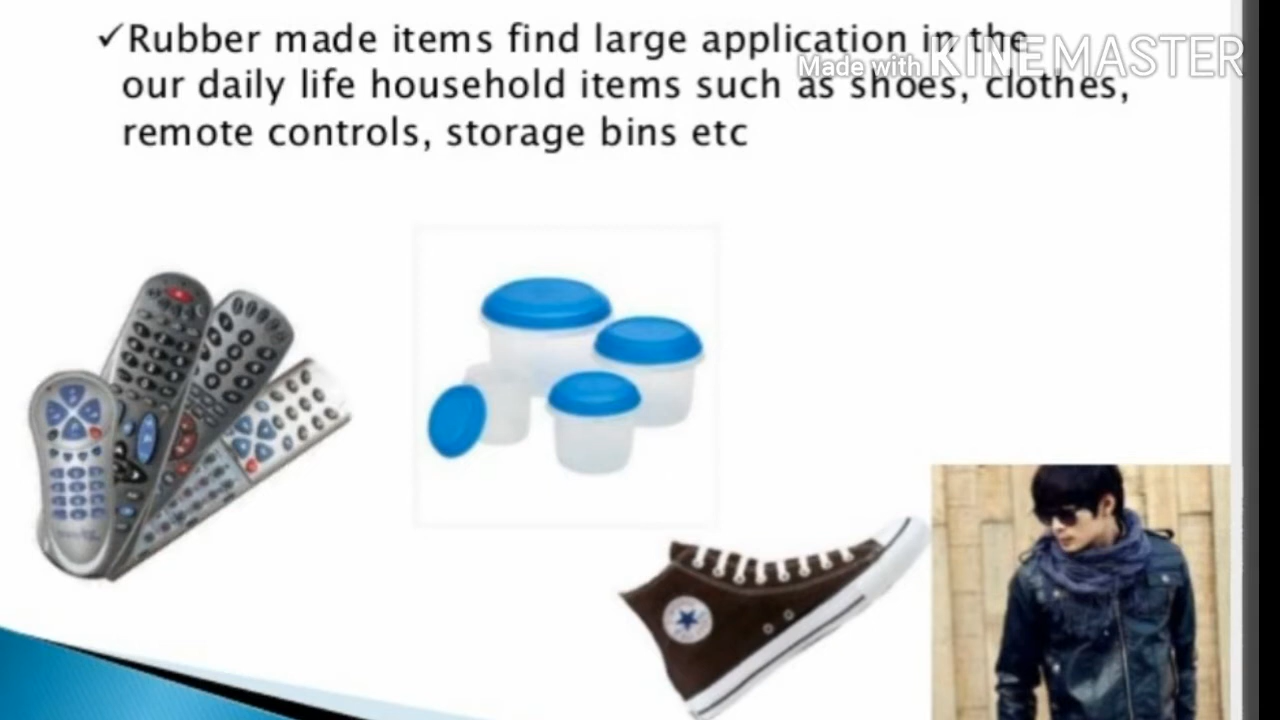 ✓Rubber made items find large application in the
Made with KINEMASTER
our daily life household items such as shoes, clothes,
remote controls, storage bins etc